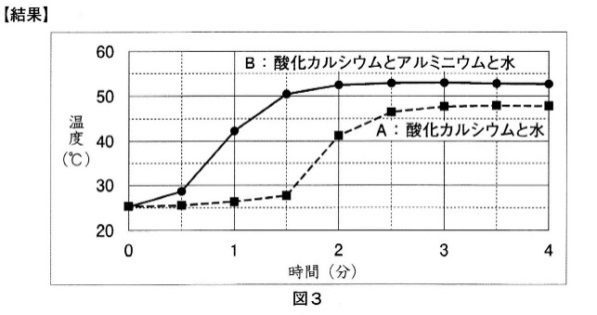 【結果】
60
B：酸化カルシウムとアルミニウムと水
50
温度(℃)
40
A：酸化カルシウムと水
30
20
0 1 2 3 4
時間（分）
図3